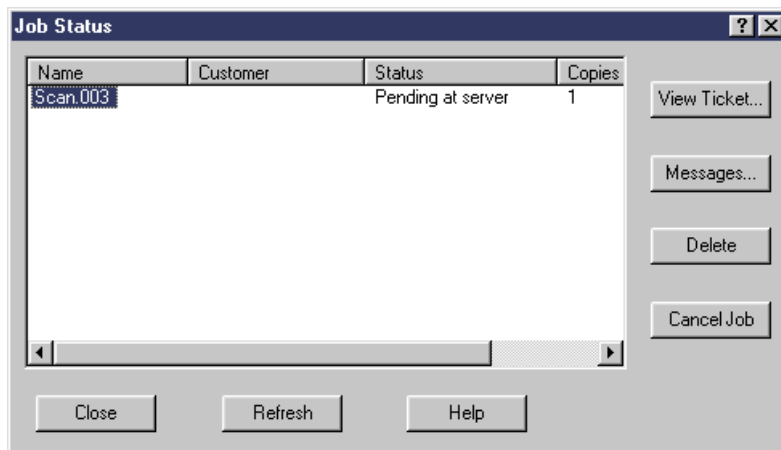 Job Status
Name Customer Status Copies
Scan.003 Pending at server 1
View Ticket...
Messages...
Delete
Cancel Job
Close Refresh Help